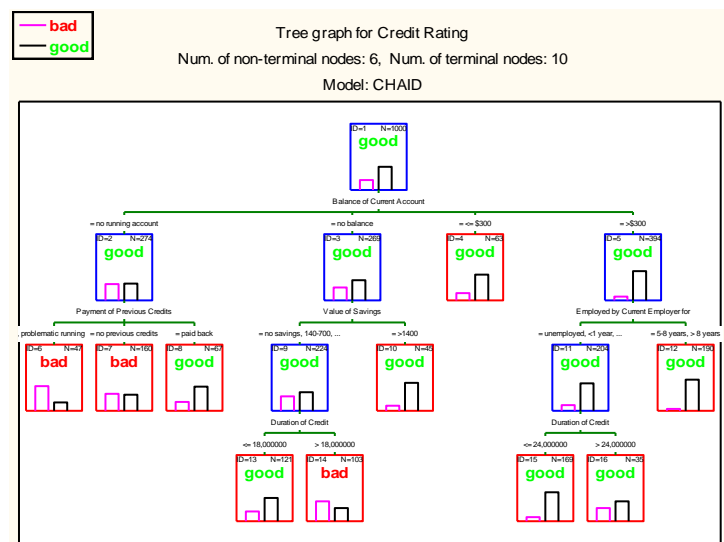 bad
good
Tree graph for Credit Rating
Num. of non-terminal nodes: 6, Num. of terminal nodes: 10
Model: CHAID
ID=1 N=1000
good
Balance of Current Account
= no running account
= no balance
= <= $300
= >$300
ID=2 N=274
good
ID=3 N=269
good
ID=4 N=63
good
ID=5 N=394
good
Payment of Previous Credits
Value of Savings
Employed by Current Employer for
, problematic running
= no previous credits
= paid back
= no savings, 140-700, ...
= >1400
= unemployed, <1 year, ...
= 5-8 years, > 8 years
ID=6 N=47
bad
ID=7 N=160
bad
ID=8 N=67
good
ID=9 N=224
good
ID=10 N=45
good
ID=11 N=204
good
ID=12 N=190
good
Duration of Credit
Duration of Credit
<= 18,000000
> 18,000000
<= 24,000000
> 24,000000
ID=13 N=121
good
ID=14 N=103
bad
ID=15 N=169
good
ID=16 N=35
good